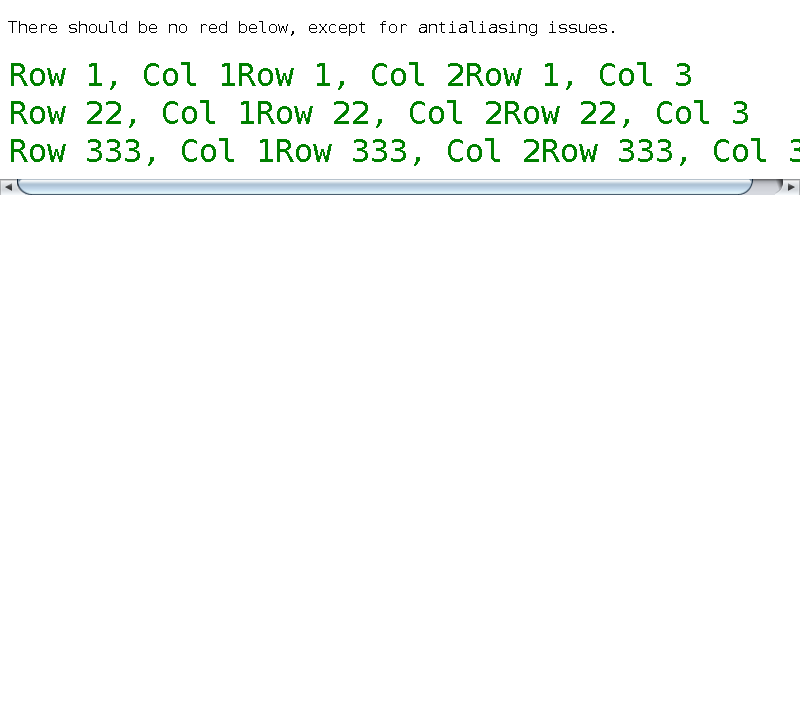 There should be no red below, except for antialiasing issues.
Row 1, Col 1Row 1, Col 2Row 1, Col 3
Row 22, Col 1Row 22, Col 2Row 22, Col 3
Row 333, Col 1Row 333, Col 2Row 333, Col 3